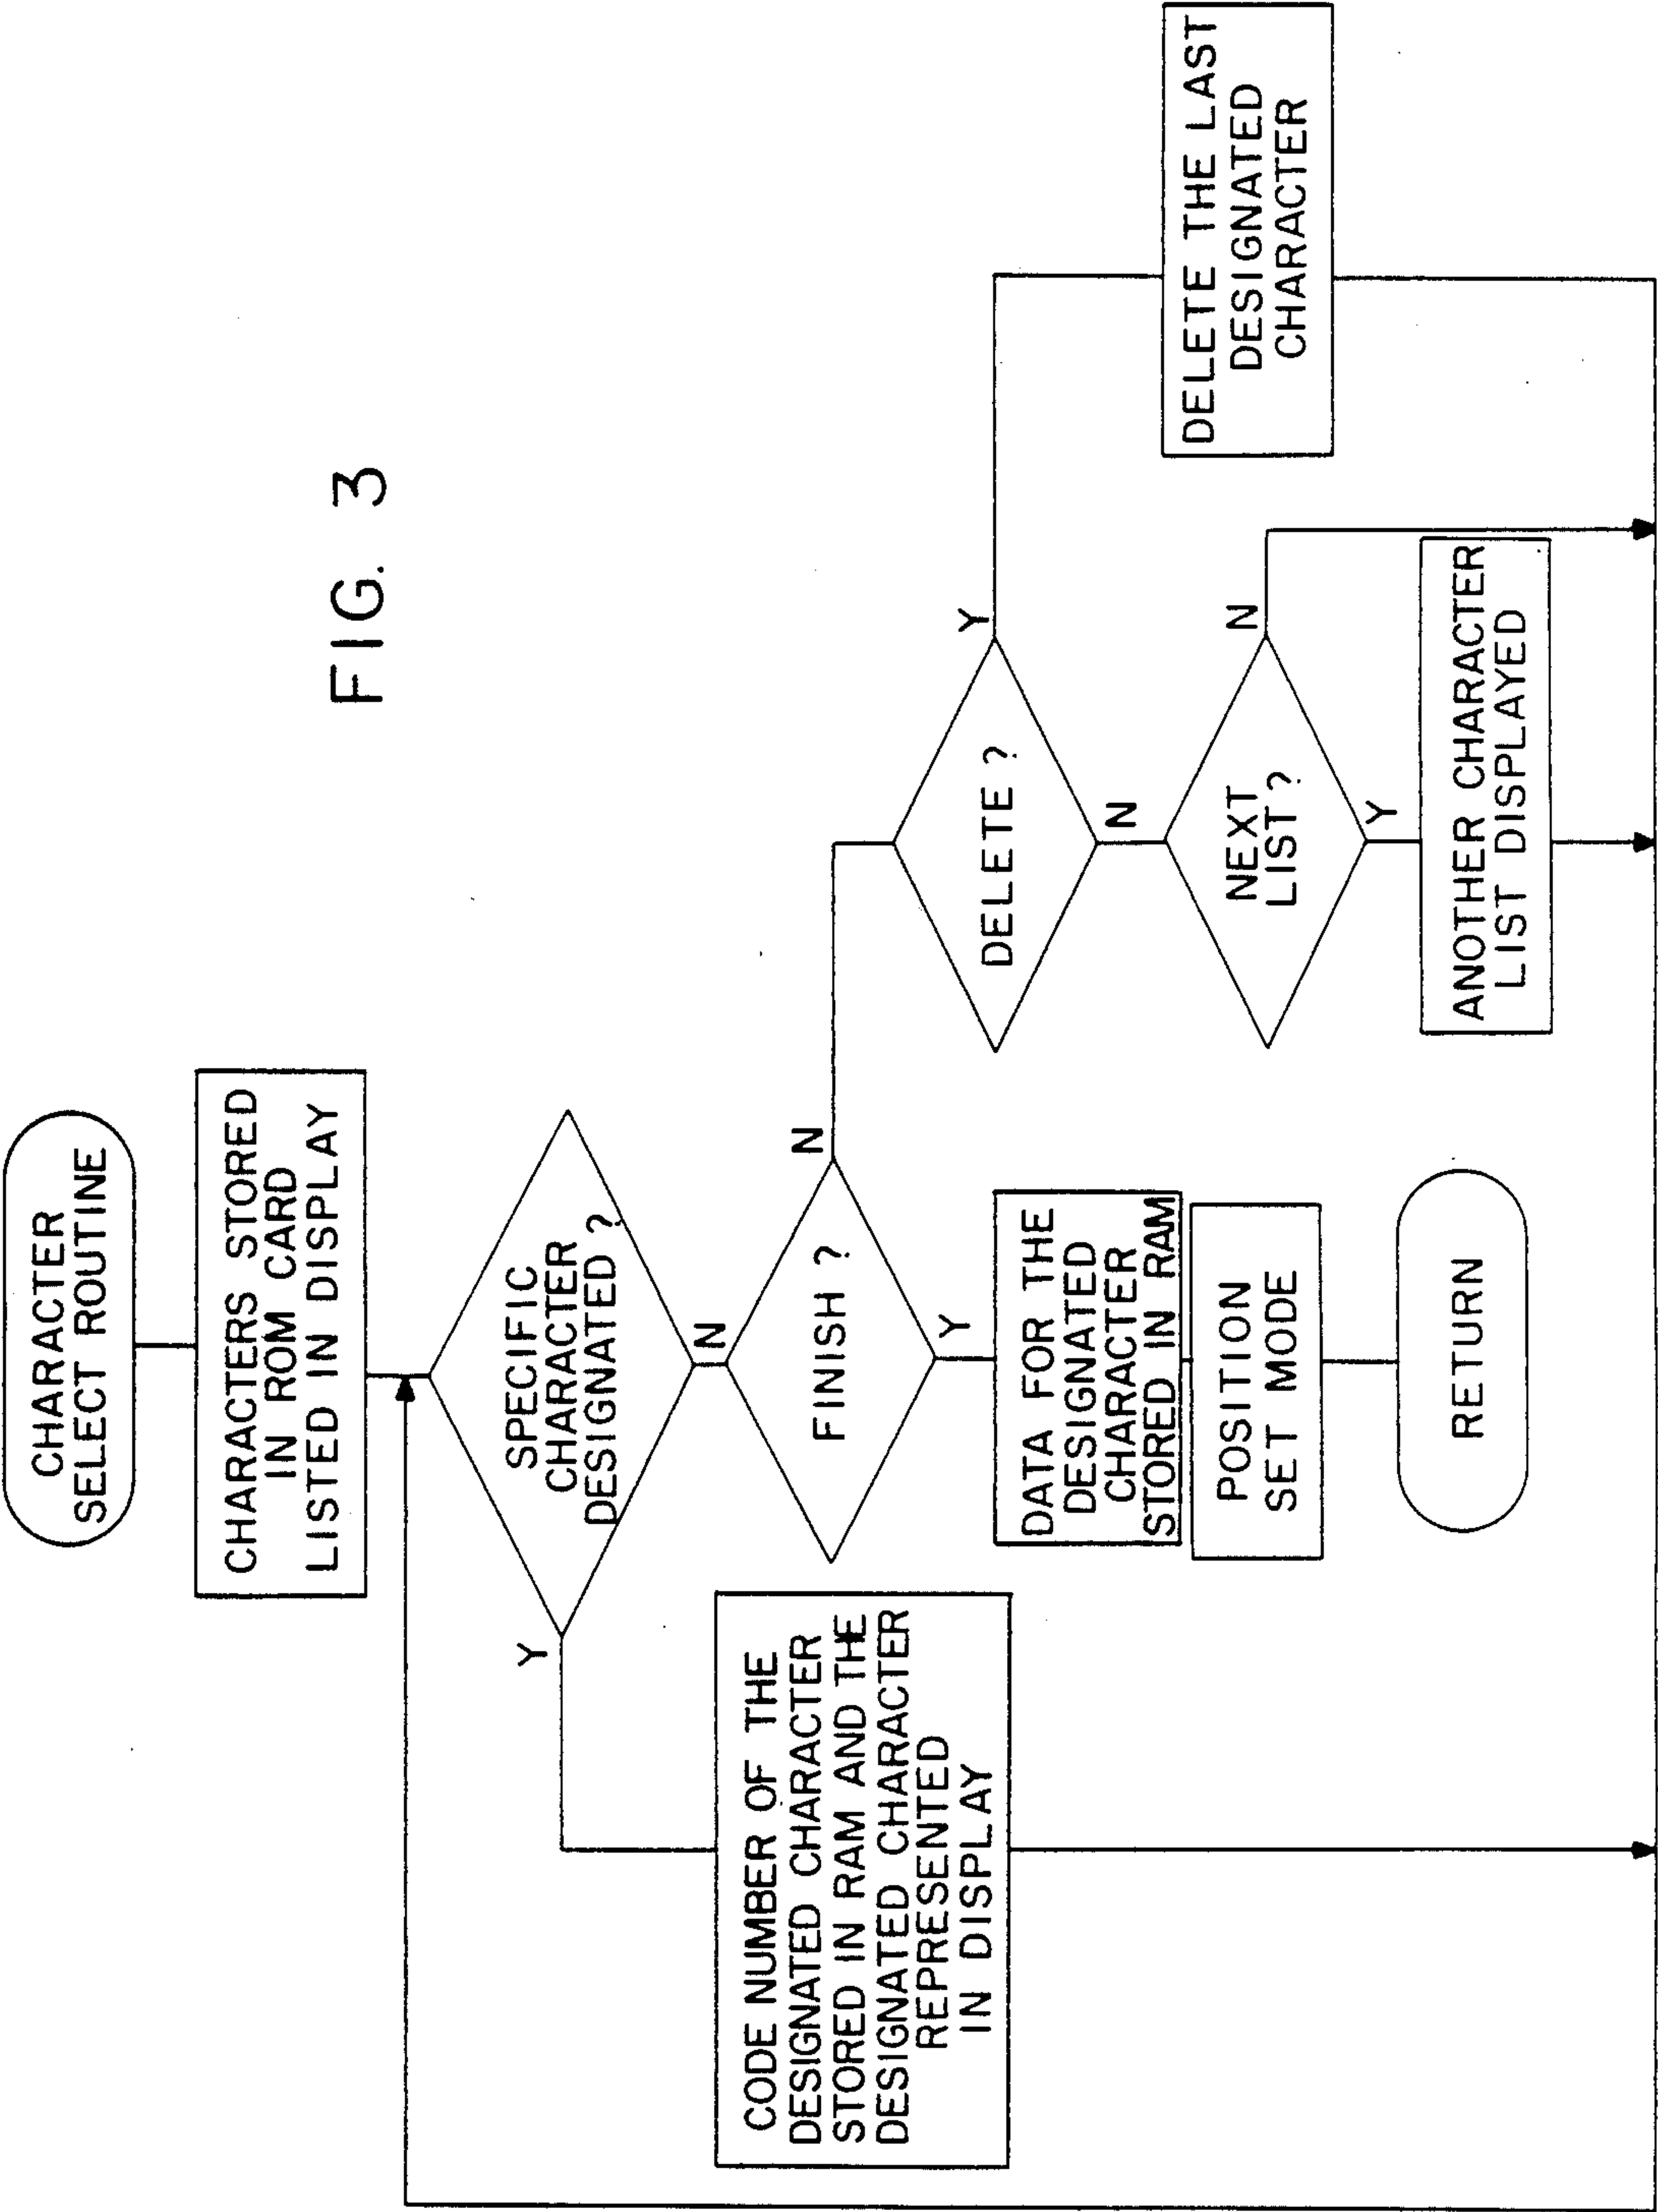 FIG. 3
CHARACTER
SELECT ROUTINE
CHARACTERS STORED
IN ROM CARD
LISTED IN DISPLAY
SPECIFIC
CHARACTER
DESIGNATED ?
Y
N
CODE NUMBER OF THE
DESIGNATED CHARACTER
STORED IN RAM AND THE
DESIGNATED CHARACTER
REPRESENTED
IN DISPLAY
FINISH ?
N
Y
DATA FOR THE
DESIGNATED
CHARACTER
STORED IN RAM
POSITION
SET MODE
RETURN
DELETE ?
Y
N
DELETE THE LAST
DESIGNATED
CHARACTER
NEXT
LIST ?
N
Y
ANOTHER CHARACTER
LIST DISPLAYED